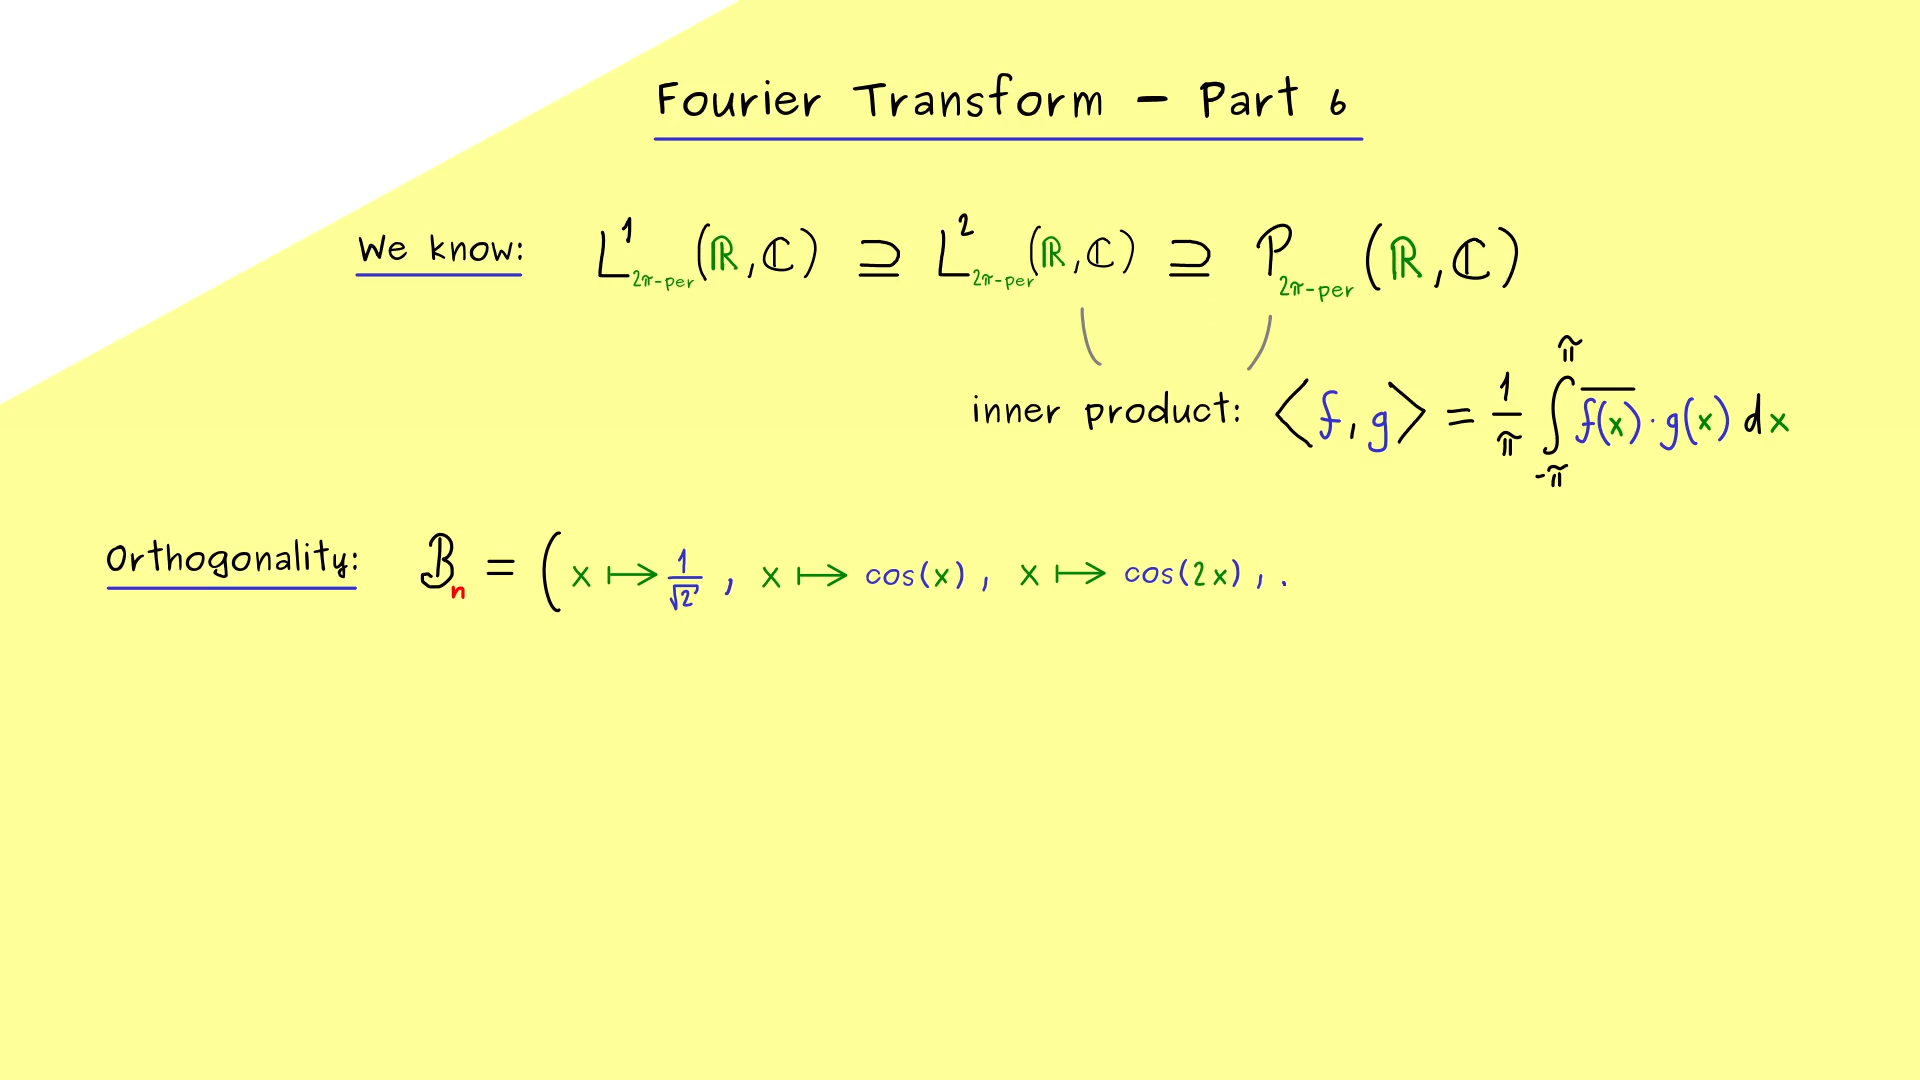 Fourier Transform – Part 6
We know: L¹_2π-per(ℝ, ℂ) ⊇ L²_2π-per(ℝ, ℂ) ⊇ P_2π-per(ℝ, ℂ)
inner product: ⟨f, g⟩ = 1/π ∫_-π^π f(x)̅ · g(x) dx
Orthogonality: B_n = ( x ↦ 1/√2 , x ↦ cos(x) , x ↦ cos(2x) , .